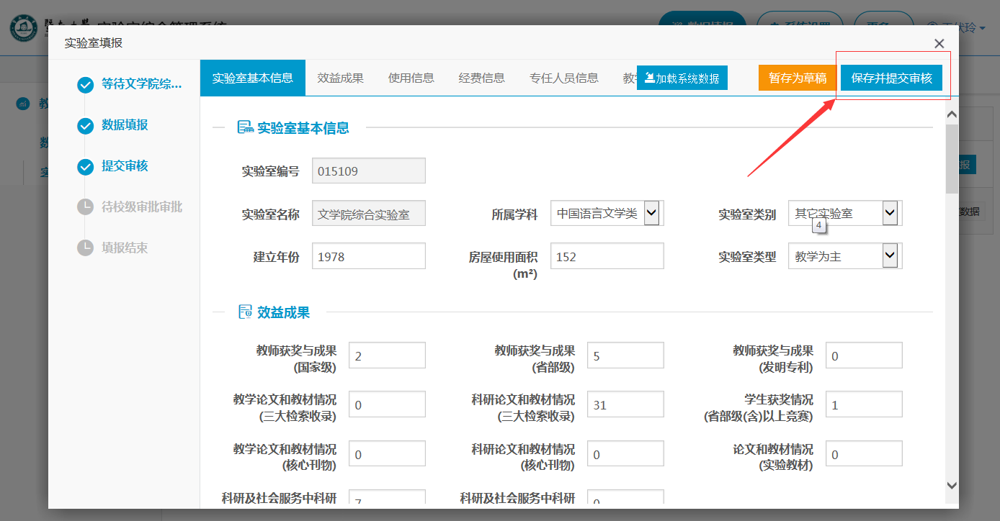 实验室填报
等待文学院综...
数据填报
提交审核
待校级审批审批
填报结束
实验室基本信息 效益成果 使用信息 经费信息 专任人员信息 教 加载系统数据 暂存为草稿 保存并提交审核
实验室基本信息
实验室编号 015109
实验室名称 文学院综合实验室 所属学科 中国语言文学类 实验室类别 其它实验室
4
建立年份 1978 房屋使用面积 152 实验室类型 教学为主
(m²)
效益成果
教师获奖与成果 2 教师获奖与成果 5 教师获奖与成果 0
(国家级) (省部级) (发明专利)
教学论文和教材情况 0 科研论文和教材情况 31 学生获奖情况 1
(三大检索收录) (三大检索收录) (省部级(含)以上竞赛)
教学论文和教材情况 0 科研论文和教材情况 0 论文和教材情况 0
(核心刊物) (核心刊物) (实验教材)
科研及社会服务中科研 7 科研及社会服务中科研 0
报
数据